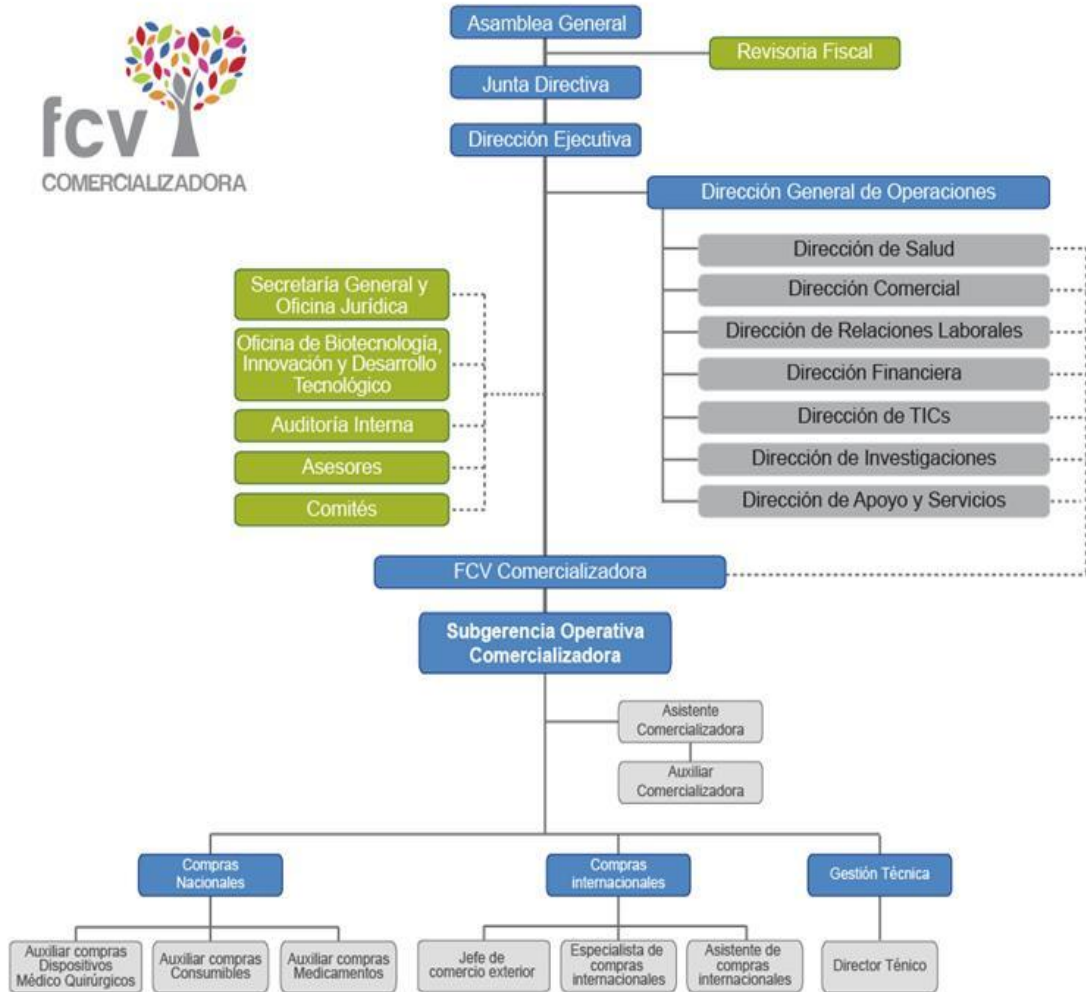 fcv
COMERCIALIZADORA
Asamblea General
Revisoria Fiscal
Junta Directiva
Dirección Ejecutiva
Dirección General de Operaciones
Dirección de Salud
Dirección Comercial
Dirección de Relaciones Laborales
Dirección Financiera
Dirección de TICs
Dirección de Investigaciones
Dirección de Apoyo y Servicios
Secretaría General y
Oficina Jurídica
Oficina de Biotecnología,
Innovación y Desarrollo
Tecnológico
Auditoría Interna
Asesores
Comités
FCV Comercializadora
Subgerencia Operativa
Comercializadora
Asistente
Comercializadora
Auxiliar
Comercializadora
Compras
Nacionales
Compras
internacionales
Gestión Técnica
Auxiliar compras
Dispositivos
Médico Quirúrgicos
Auxiliar compras
Consumibles
Auxiliar compras
Medicamentos
Jefe de
comercio exterior
Especialista de
compras
internacionales
Asistente de
compras
internacionales
Director Ténico